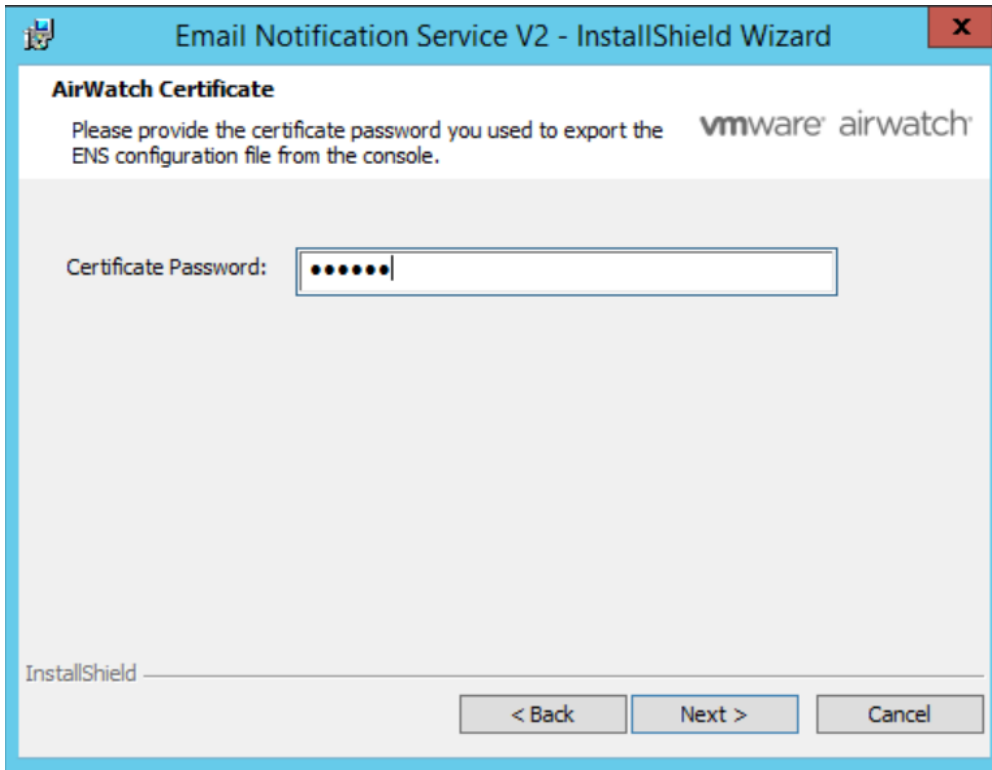 Email Notification Service V2 - InstallShield Wizard
x
AirWatch Certificate
Please provide the certificate password you used to export the
ENS configuration file from the console.
vmware airwatch
Certificate Password: ••••••
InstallShield
< Back
Next >
Cancel